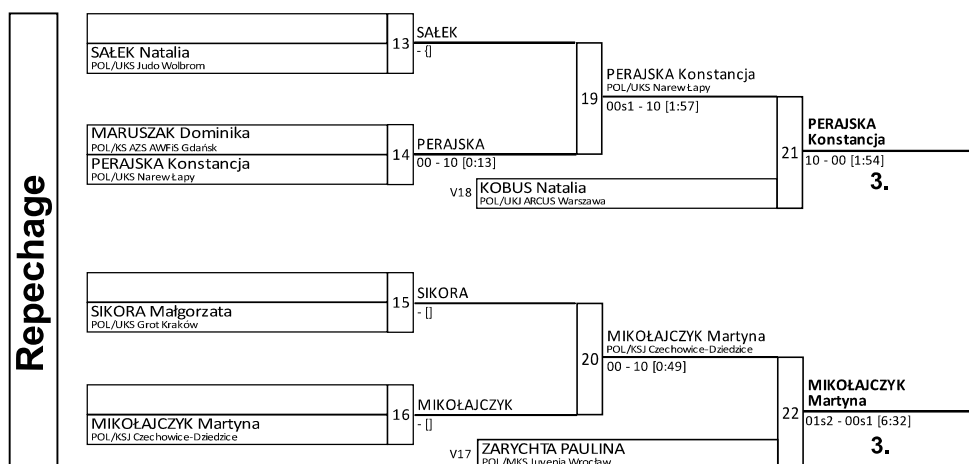 Repechage
SAŁEK Natalia
POL/UKS Judo Wolbrom
13
SAŁEK
- {]
MARUSZAK Dominika
POL/KS AZS AWFiS Gdańsk
PERAJSKA Konstancja
POL/UKS Narew Łapy
14
PERAJSKA
00 - 10 [0:13]
19
PERAJSKA Konstancja
POL/UKS Narew Łapy
00s1 - 10 [1:57]
V18
KOBUS Natalia
POL/UKJ ARCUS Warszawa
21
PERAJSKA
Konstancja
10 - 00 [1:54]
3.
SIKORA Małgorzata
POL/UKS Grot Kraków
15
SIKORA
- []
MIKOŁAJCZYK Martyna
POL/KSJ Czechowice-Dziedzice
16
MIKOŁAJCZYK
- []
20
MIKOŁAJCZYK Martyna
POL/KSJ Czechowice-Dziedzice
00 - 10 [0:49]
V17
ZARYCHTA PAULINA
POL/MKS Juvenia Wrocław
22
MIKOŁAJCZYK
Martyna
01s2 - 00s1 [6:32]
3.